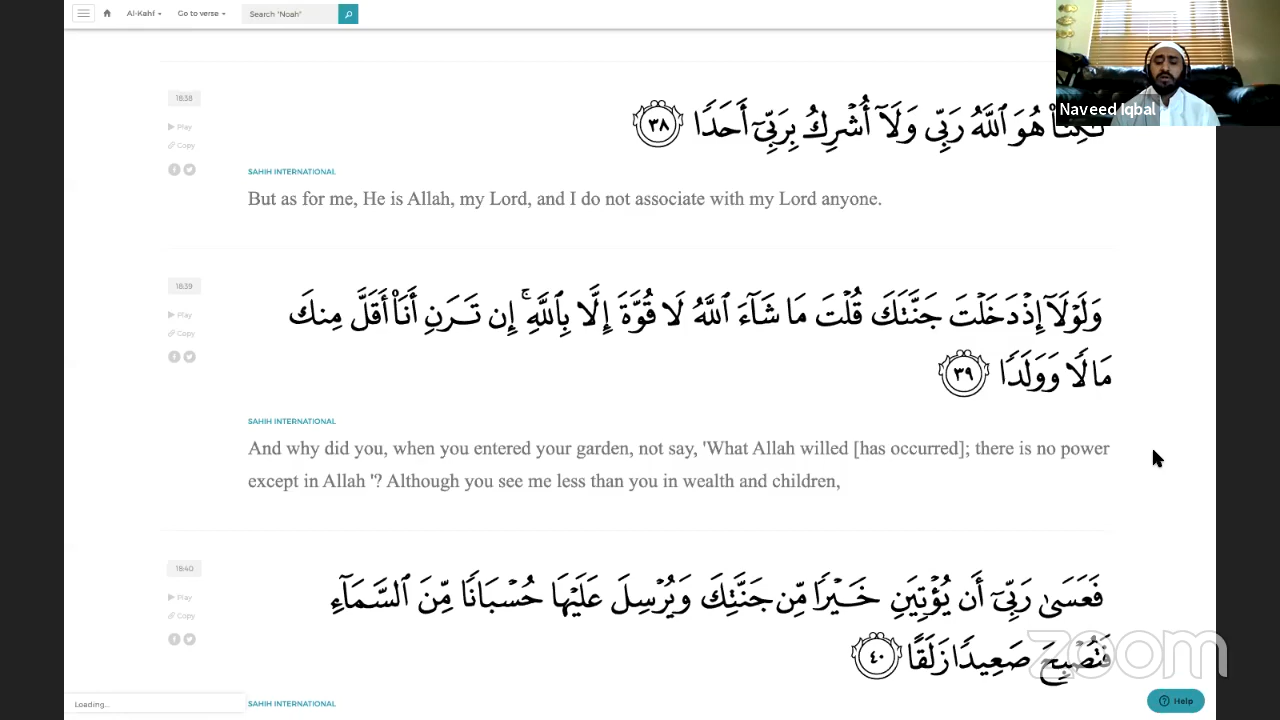 Al-Kahf
Go to verse
Search "Noah"
Naveed Iqbal
18:38
لَّـٰكِنَّا۠ هُوَ ٱللَّهُ رَبِّى وَلَآ أُشْرِكُ بِرَبِّىٓ أَحَدًا ٣٨
Play
Copy
SAHIH INTERNATIONAL
But as for me, He is Allah, my Lord, and I do not associate with my Lord anyone.
18:39
وَلَوْلَآ إِذْ دَخَلْتَ جَنَّتَكَ قُلْتَ مَا شَآءَ ٱللَّهُ لَا قُوَّةَ إِلَّا بِٱللَّهِ ۚ إِن تَرَنِ أَنَا۠ أَقَلَّ مِنكَ
مَالًا وَوَلَدًا ٣٩
Play
Copy
SAHIH INTERNATIONAL
And why did you, when you entered your garden, not say, 'What Allah willed [has occurred]; there is no power
except in Allah '? Although you see me less than you in wealth and children,
18:40
فَعَسَىٰ رَبِّىٓ أَن يُؤْتِيَنِ خَيْرًا مِّن جَنَّتِكَ وَيُرْسِلَ عَلَيْهَا حُسْبَانًا مِّنَ ٱلسَّمَآءِ
فَتُصْبِحَ صَعِيدًا زَلَقًا ٤٠
Play
Copy
zoom
Loading...
SAHIH INTERNATIONAL
Help